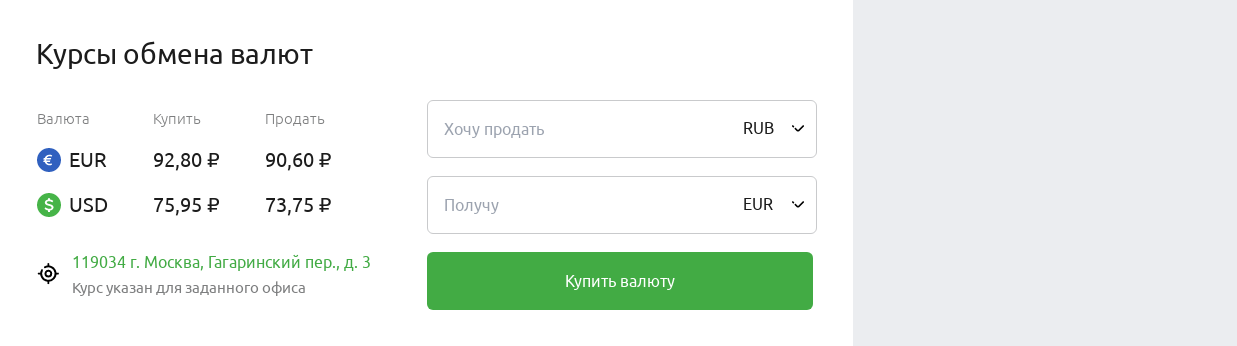 Курсы обмена валют
Валюта Купить Продать
€ EUR 92,80 ₽ 90,60 ₽
$ USD 75,95 ₽ 73,75 ₽
119034 г. Москва, Гагаринский пер., д. 3
Курс указан для заданного офиса
Хочу продать RUB
Получу EUR
Купить валюту